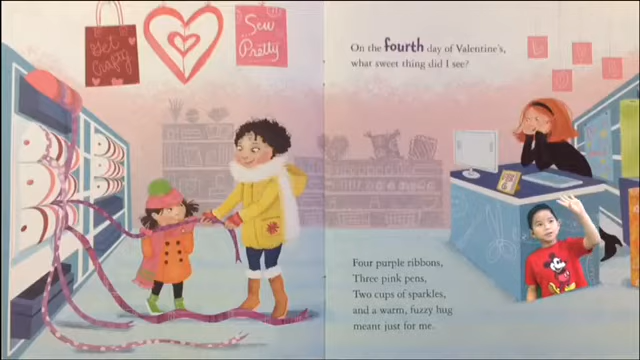 Get
Crafty
Sew
Pretty
On the fourth day of Valentine's,
what sweet thing did I see?
Four purple ribbons,
Three pink pens,
Two cups of sparkles,
and a warm, fuzzy hug
meant just for me.